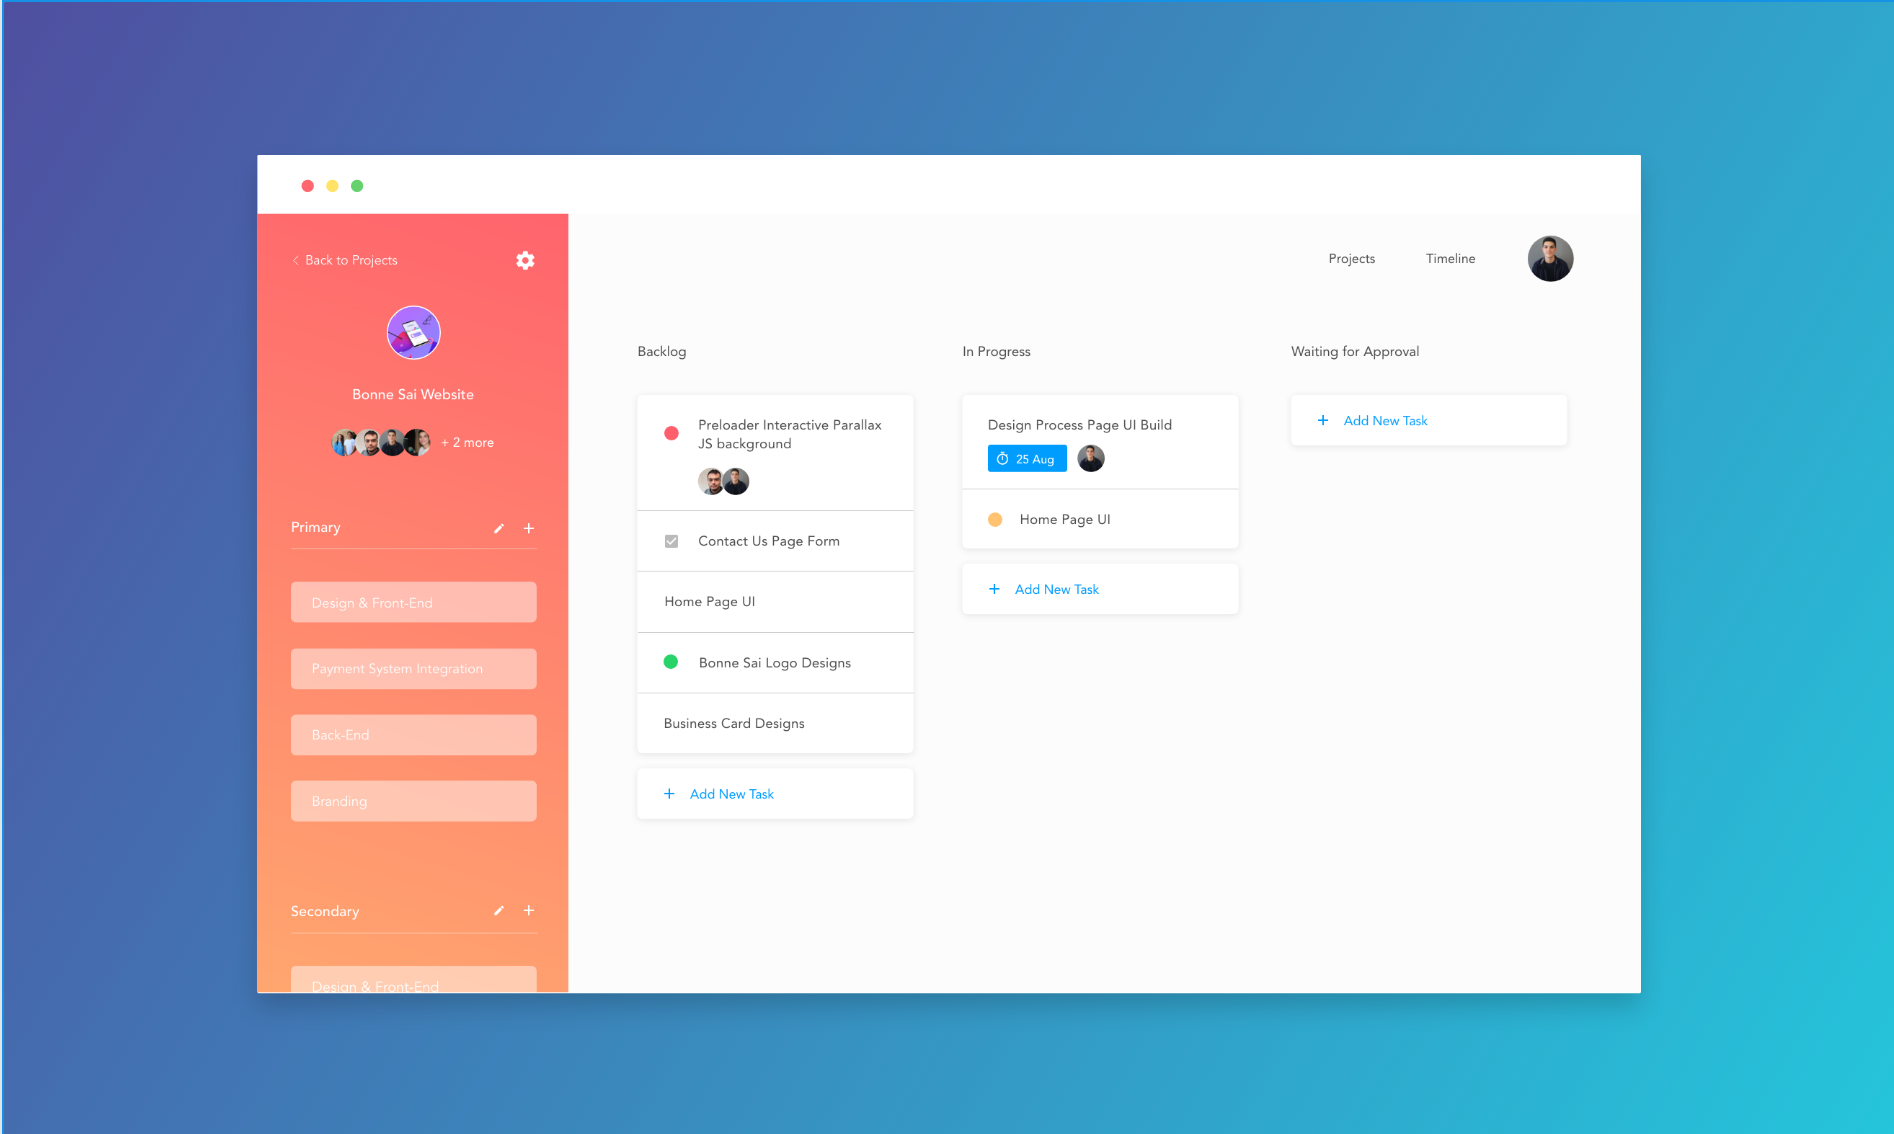 Back to Projects
Projects
Timeline
Bonne Sai Website
+ 2 more
Primary
Design & Front-End
Payment System Integration
Back-End
Branding
Secondary
Design & Front-End
Backlog
Preloader Interactive Parallax
JS background
Contact Us Page Form
Home Page UI
Bonne Sai Logo Designs
Business Card Designs
+ Add New Task
In Progress
Design Process Page UI Build
25 Aug
Home Page UI
+ Add New Task
Waiting for Approval
+ Add New Task